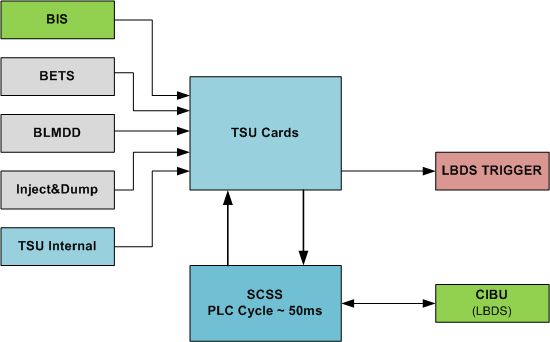 BIS
BETS
BLMDD
Inject&Dump
TSU Internal
TSU Cards
LBDS TRIGGER
SCSS
PLC Cycle ~ 50ms
CIBU
(LBDS)